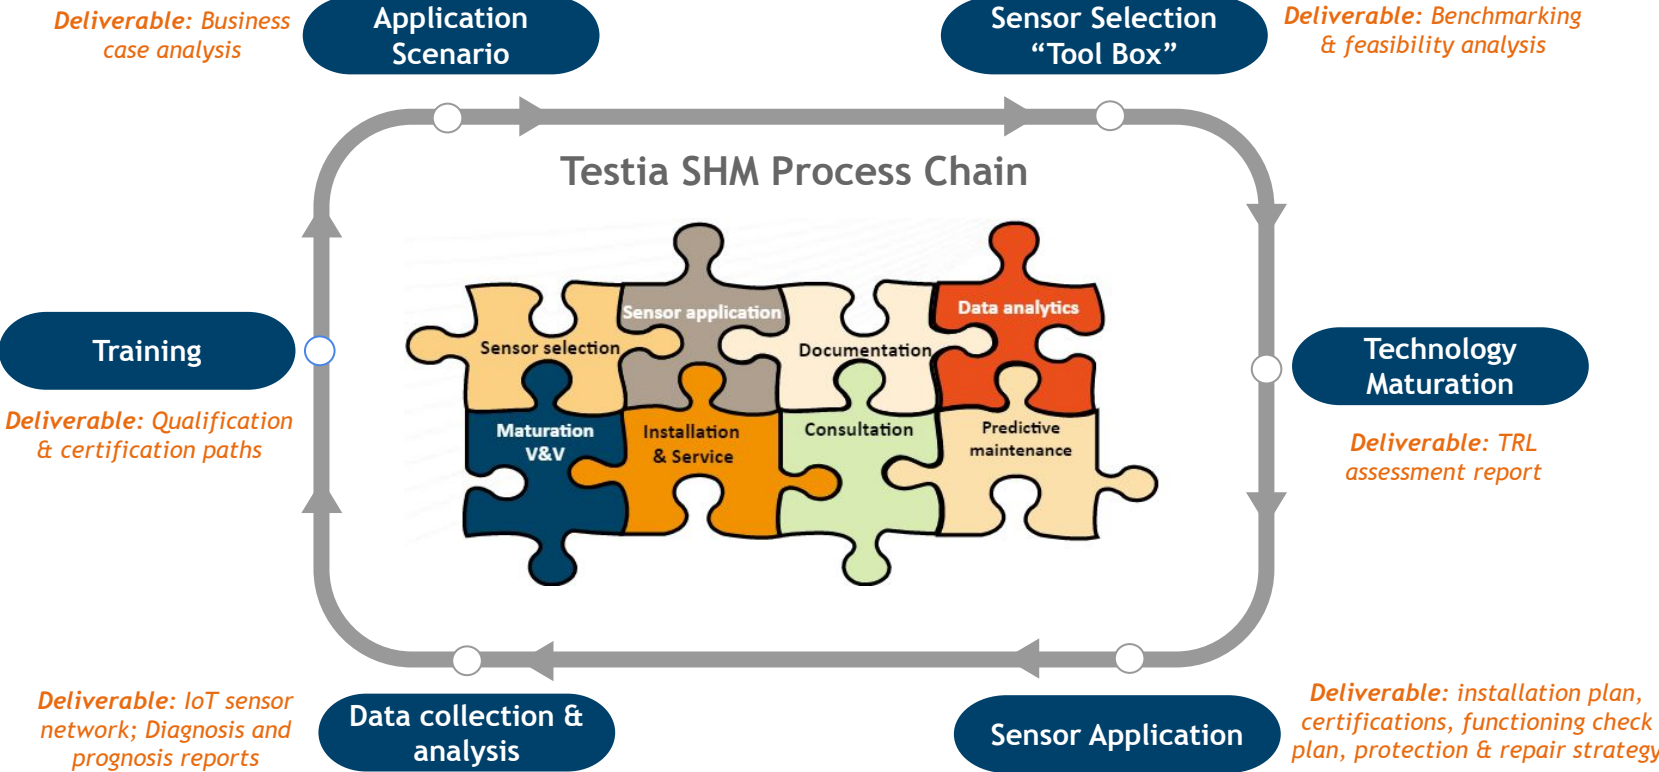 Deliverable: Business
case analysis
Application
Scenario
Sensor Selection
“Tool Box”
Deliverable: Benchmarking
& feasibility analysis
Testia SHM Process Chain
Sensor application
Data analytics
Sensor selection
Documentation
Maturation
V&V
Installation
& Service
Consultation
Predictive
maintenance
Training
Deliverable: Qualification
& certification paths
Technology
Maturation
Deliverable: TRL
assessment report
Deliverable: IoT sensor
network; Diagnosis and
prognosis reports
Data collection &
analysis
Sensor Application
Deliverable: installation plan,
certifications, functioning check
plan, protection & repair strategy